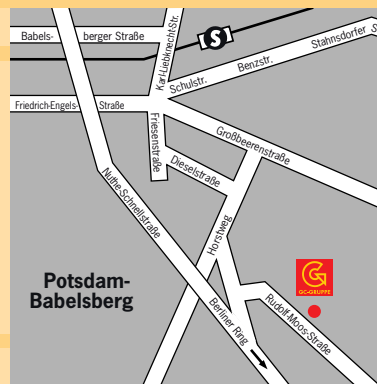 Babels-
berger Straße
Karl-Liebknecht-Str.
S
Stahnsdorfer S
Benzstr.
Schulstr.
Friedrich-Engels-
Straße
Friesenstraße
Großbeerenstraße
Dieselstraße
Nuthe-Schnellstraße
Horstweg
G
GC-GRUPPE
Potsdam-
Babelsberg
Berliner Ring
Rudolf-Moos-Straße